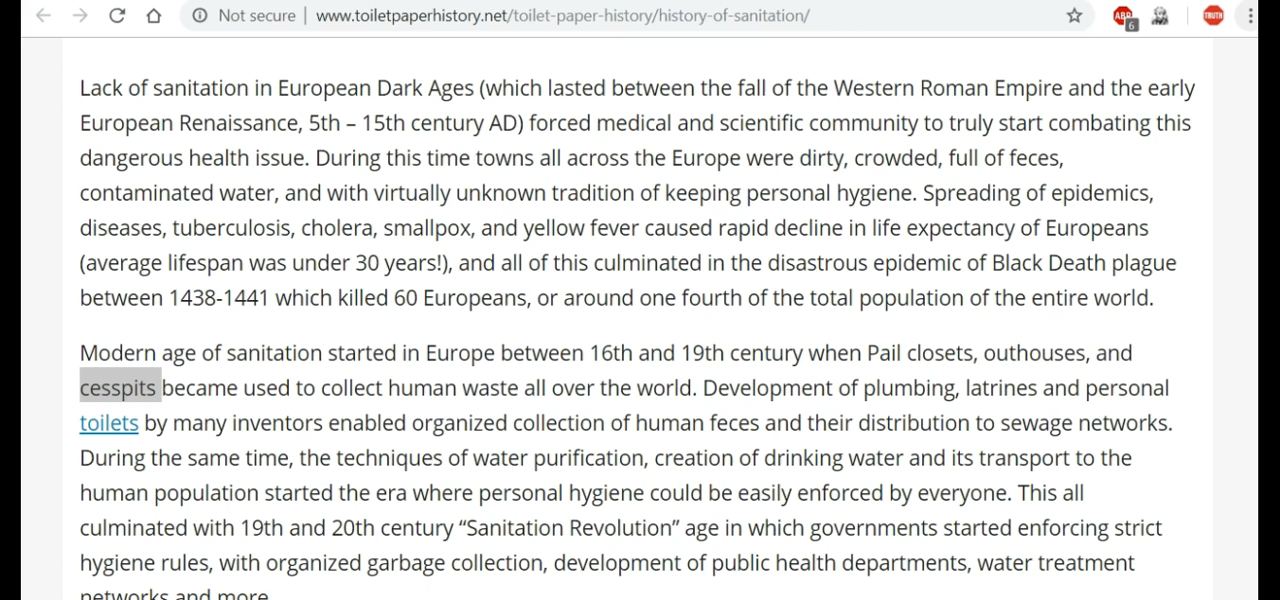 Not secure | www.toiletpaperhistory.net/toilet-paper-history/history-of-sanitation/
ABP
6
TRUTH
Lack of sanitation in European Dark Ages (which lasted between the fall of the Western Roman Empire and the early
European Renaissance, 5th – 15th century AD) forced medical and scientific community to truly start combating this
dangerous health issue. During this time towns all across the Europe were dirty, crowded, full of feces,
contaminated water, and with virtually unknown tradition of keeping personal hygiene. Spreading of epidemics,
diseases, tuberculosis, cholera, smallpox, and yellow fever caused rapid decline in life expectancy of Europeans
(average lifespan was under 30 years!), and all of this culminated in the disastrous epidemic of Black Death plague
between 1438-1441 which killed 60 Europeans, or around one fourth of the total population of the entire world.
Modern age of sanitation started in Europe between 16th and 19th century when Pail closets, outhouses, and
cesspits became used to collect human waste all over the world. Development of plumbing, latrines and personal
toilets by many inventors enabled organized collection of human feces and their distribution to sewage networks.
During the same time, the techniques of water purification, creation of drinking water and its transport to the
human population started the era where personal hygiene could be easily enforced by everyone. This all
culminated with 19th and 20th century “Sanitation Revolution” age in which governments started enforcing strict
hygiene rules, with organized garbage collection, development of public health departments, water treatment
networks and more.